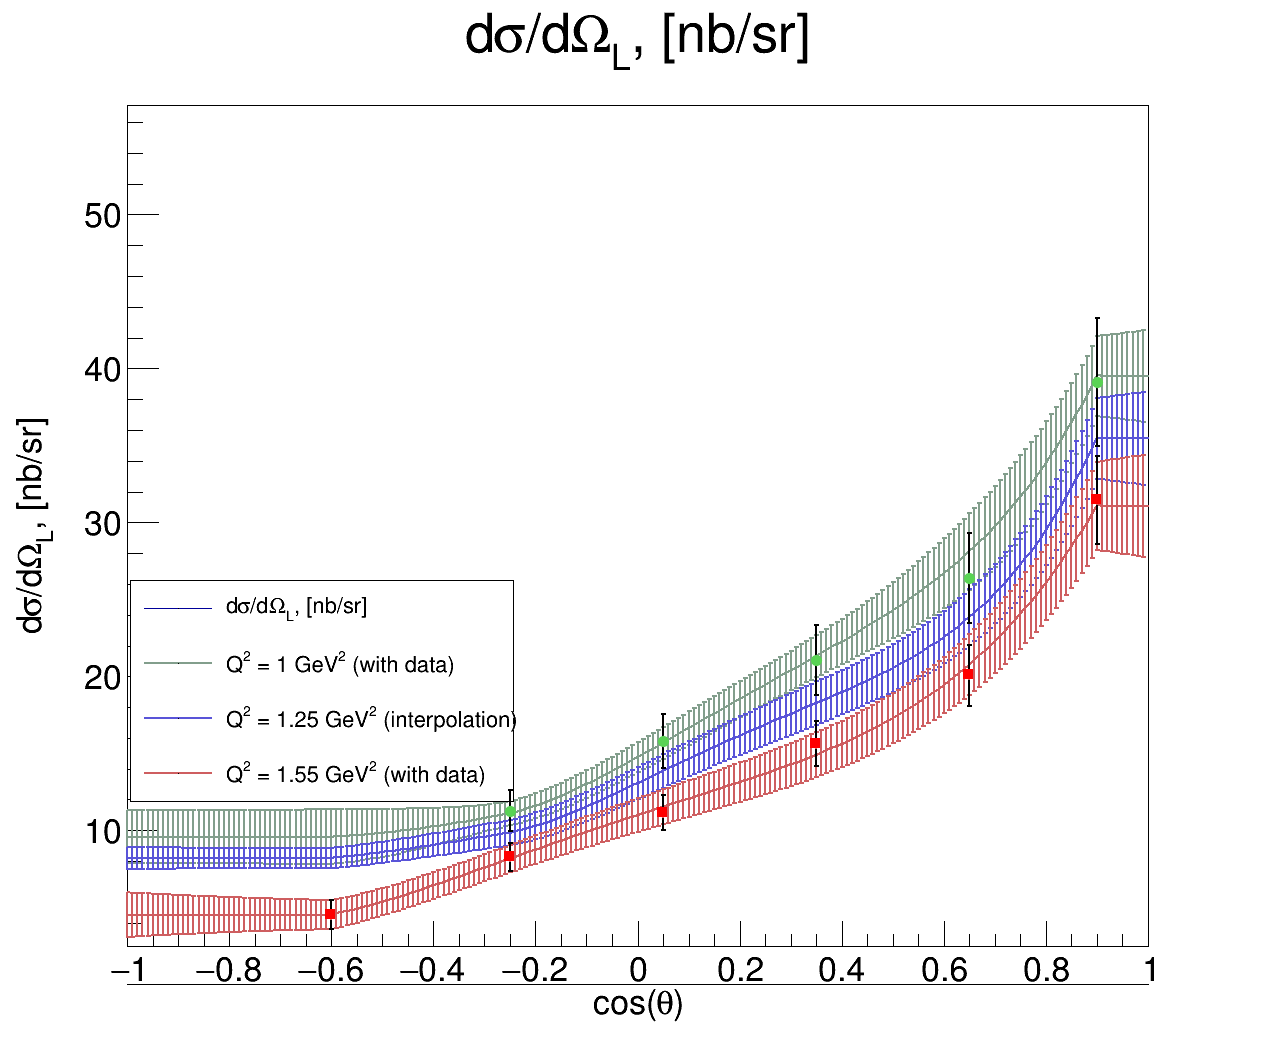 dσ/dΩL, [nb/sr]
dσ/dΩL, [nb/sr]
50
40
30
20
10
dσ/dΩL, [nb/sr]
Q² = 1 GeV² (with data)
Q² = 1.25 GeV² (interpolation)
Q² = 1.55 GeV² (with data)
−1 −0.8 −0.6 −0.4 −0.2 0 0.2 0.4 0.6 0.8 1
cos(θ)